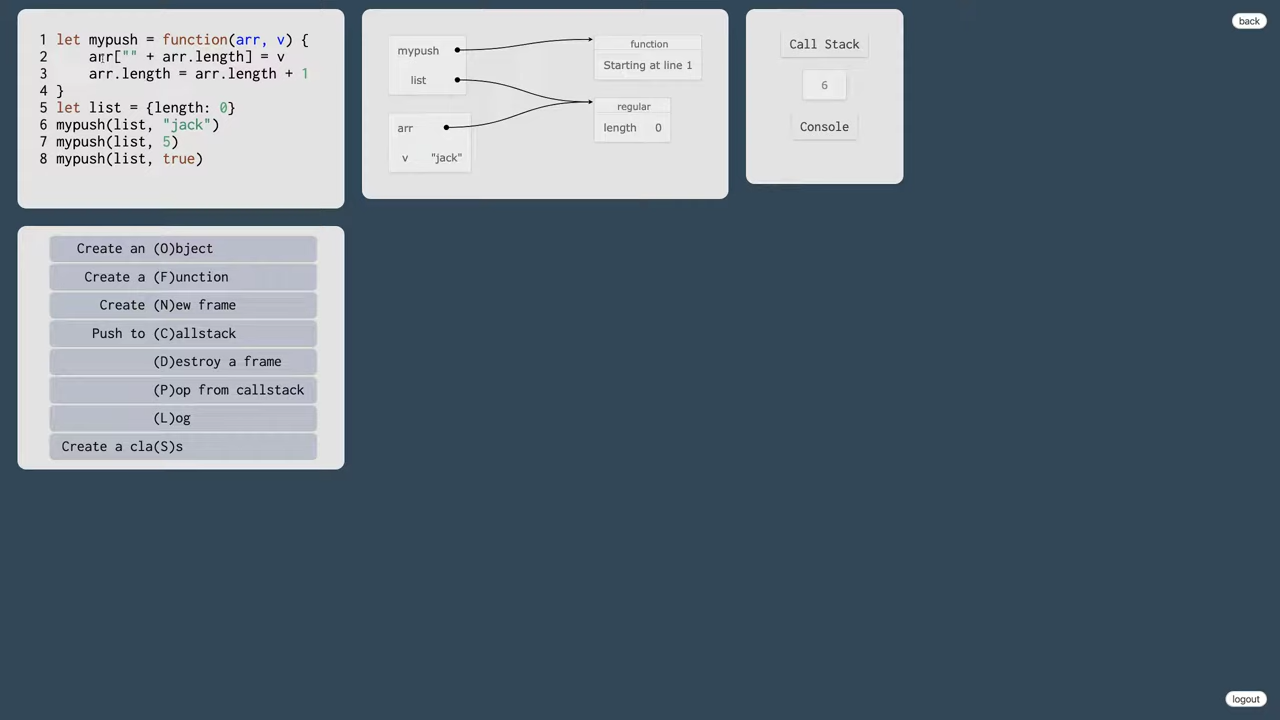 1 let mypush = function(arr, v) {
2     arr["" + arr.length] = v
3     arr.length = arr.length + 1
4 }
5 let list = {length: 0}
6 mypush(list, "jack")
7 mypush(list, 5)
8 mypush(list, true)
mypush
list
arr
v "jack"
function
Starting at line 1
regular
length 0
Call Stack
6
Console
back
Create an (O)bject
Create a (F)unction
Create (N)ew frame
Push to (C)allstack
(D)estroy a frame
(P)op from callstack
(L)og
Create a cla(S)s
logout